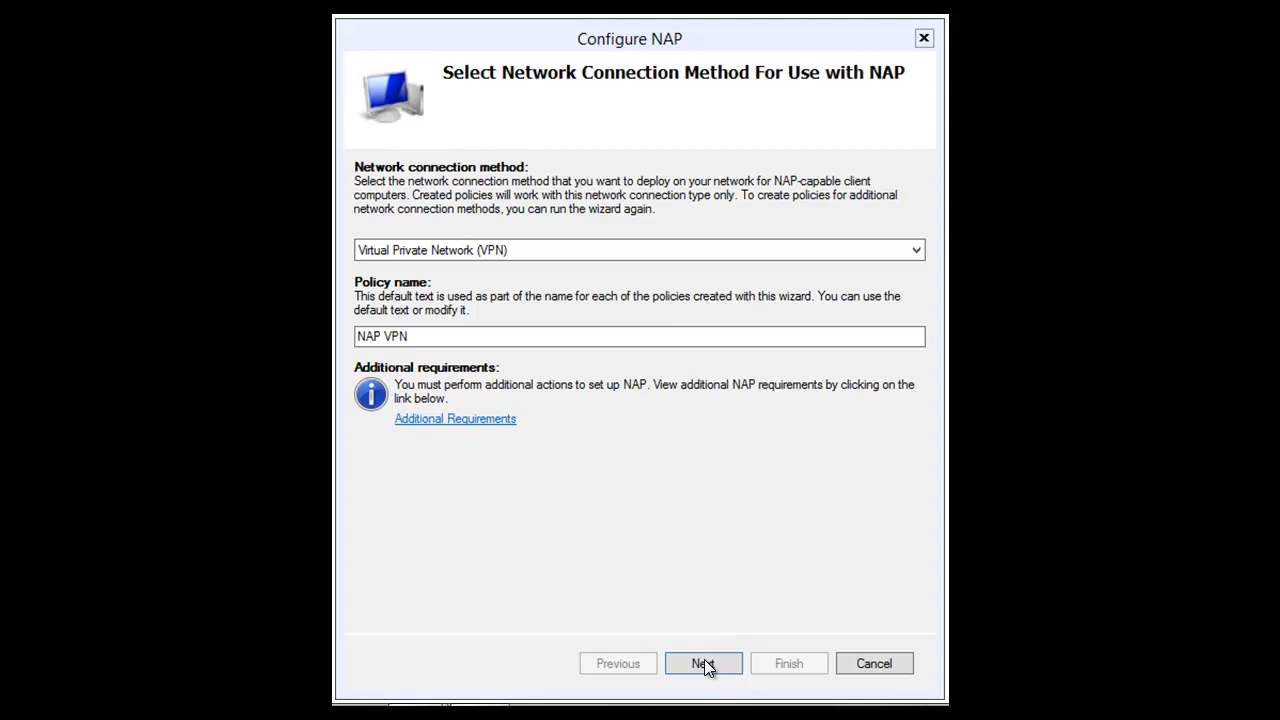 Configure NAP
Select Network Connection Method For Use with NAP
Network connection method:
Select the network connection method that you want to deploy on your network for NAP-capable client
computers. Created policies will work with this network connection type only. To create policies for additional
network connection methods, you can run the wizard again.
Virtual Private Network (VPN)
Policy name:
This default text is used as part of the name for each of the policies created with this wizard. You can use the
default text or modify it.
NAP VPN
Additional requirements:
You must perform additional actions to set up NAP. View additional NAP requirements by clicking on the
link below.
Additional Requirements
Previous Next Finish Cancel